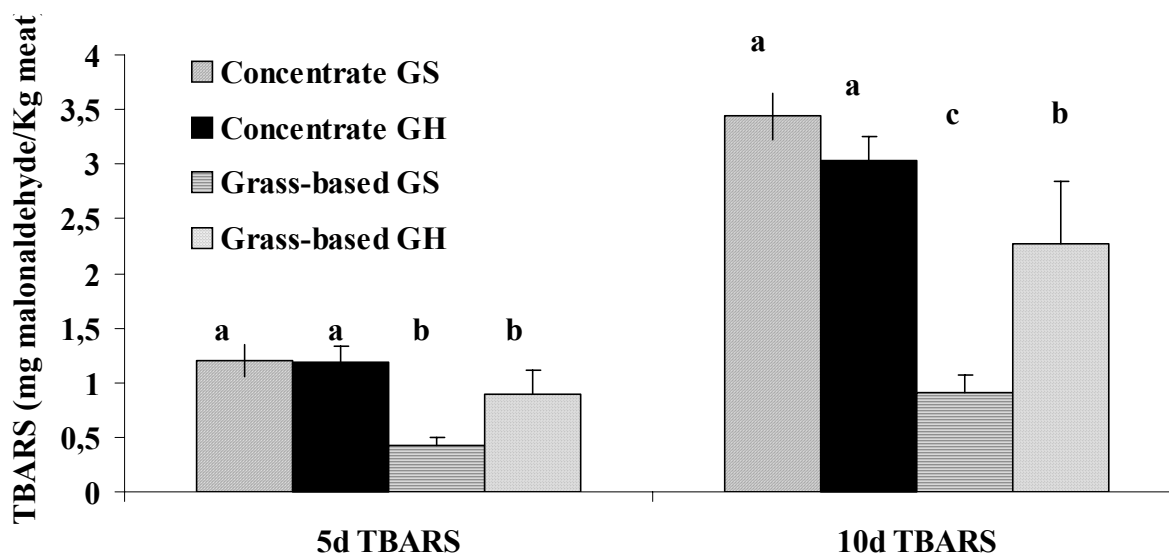 TBARS (mg malonaldehyde/Kg meat
4
3,5
3
2,5
2
1,5
1
0,5
0
Concentrate GS
Concentrate GH
Grass-based GS
Grass-based GH
a
a
b
b
a
a
c
b
5d TBARS
10d TBARS